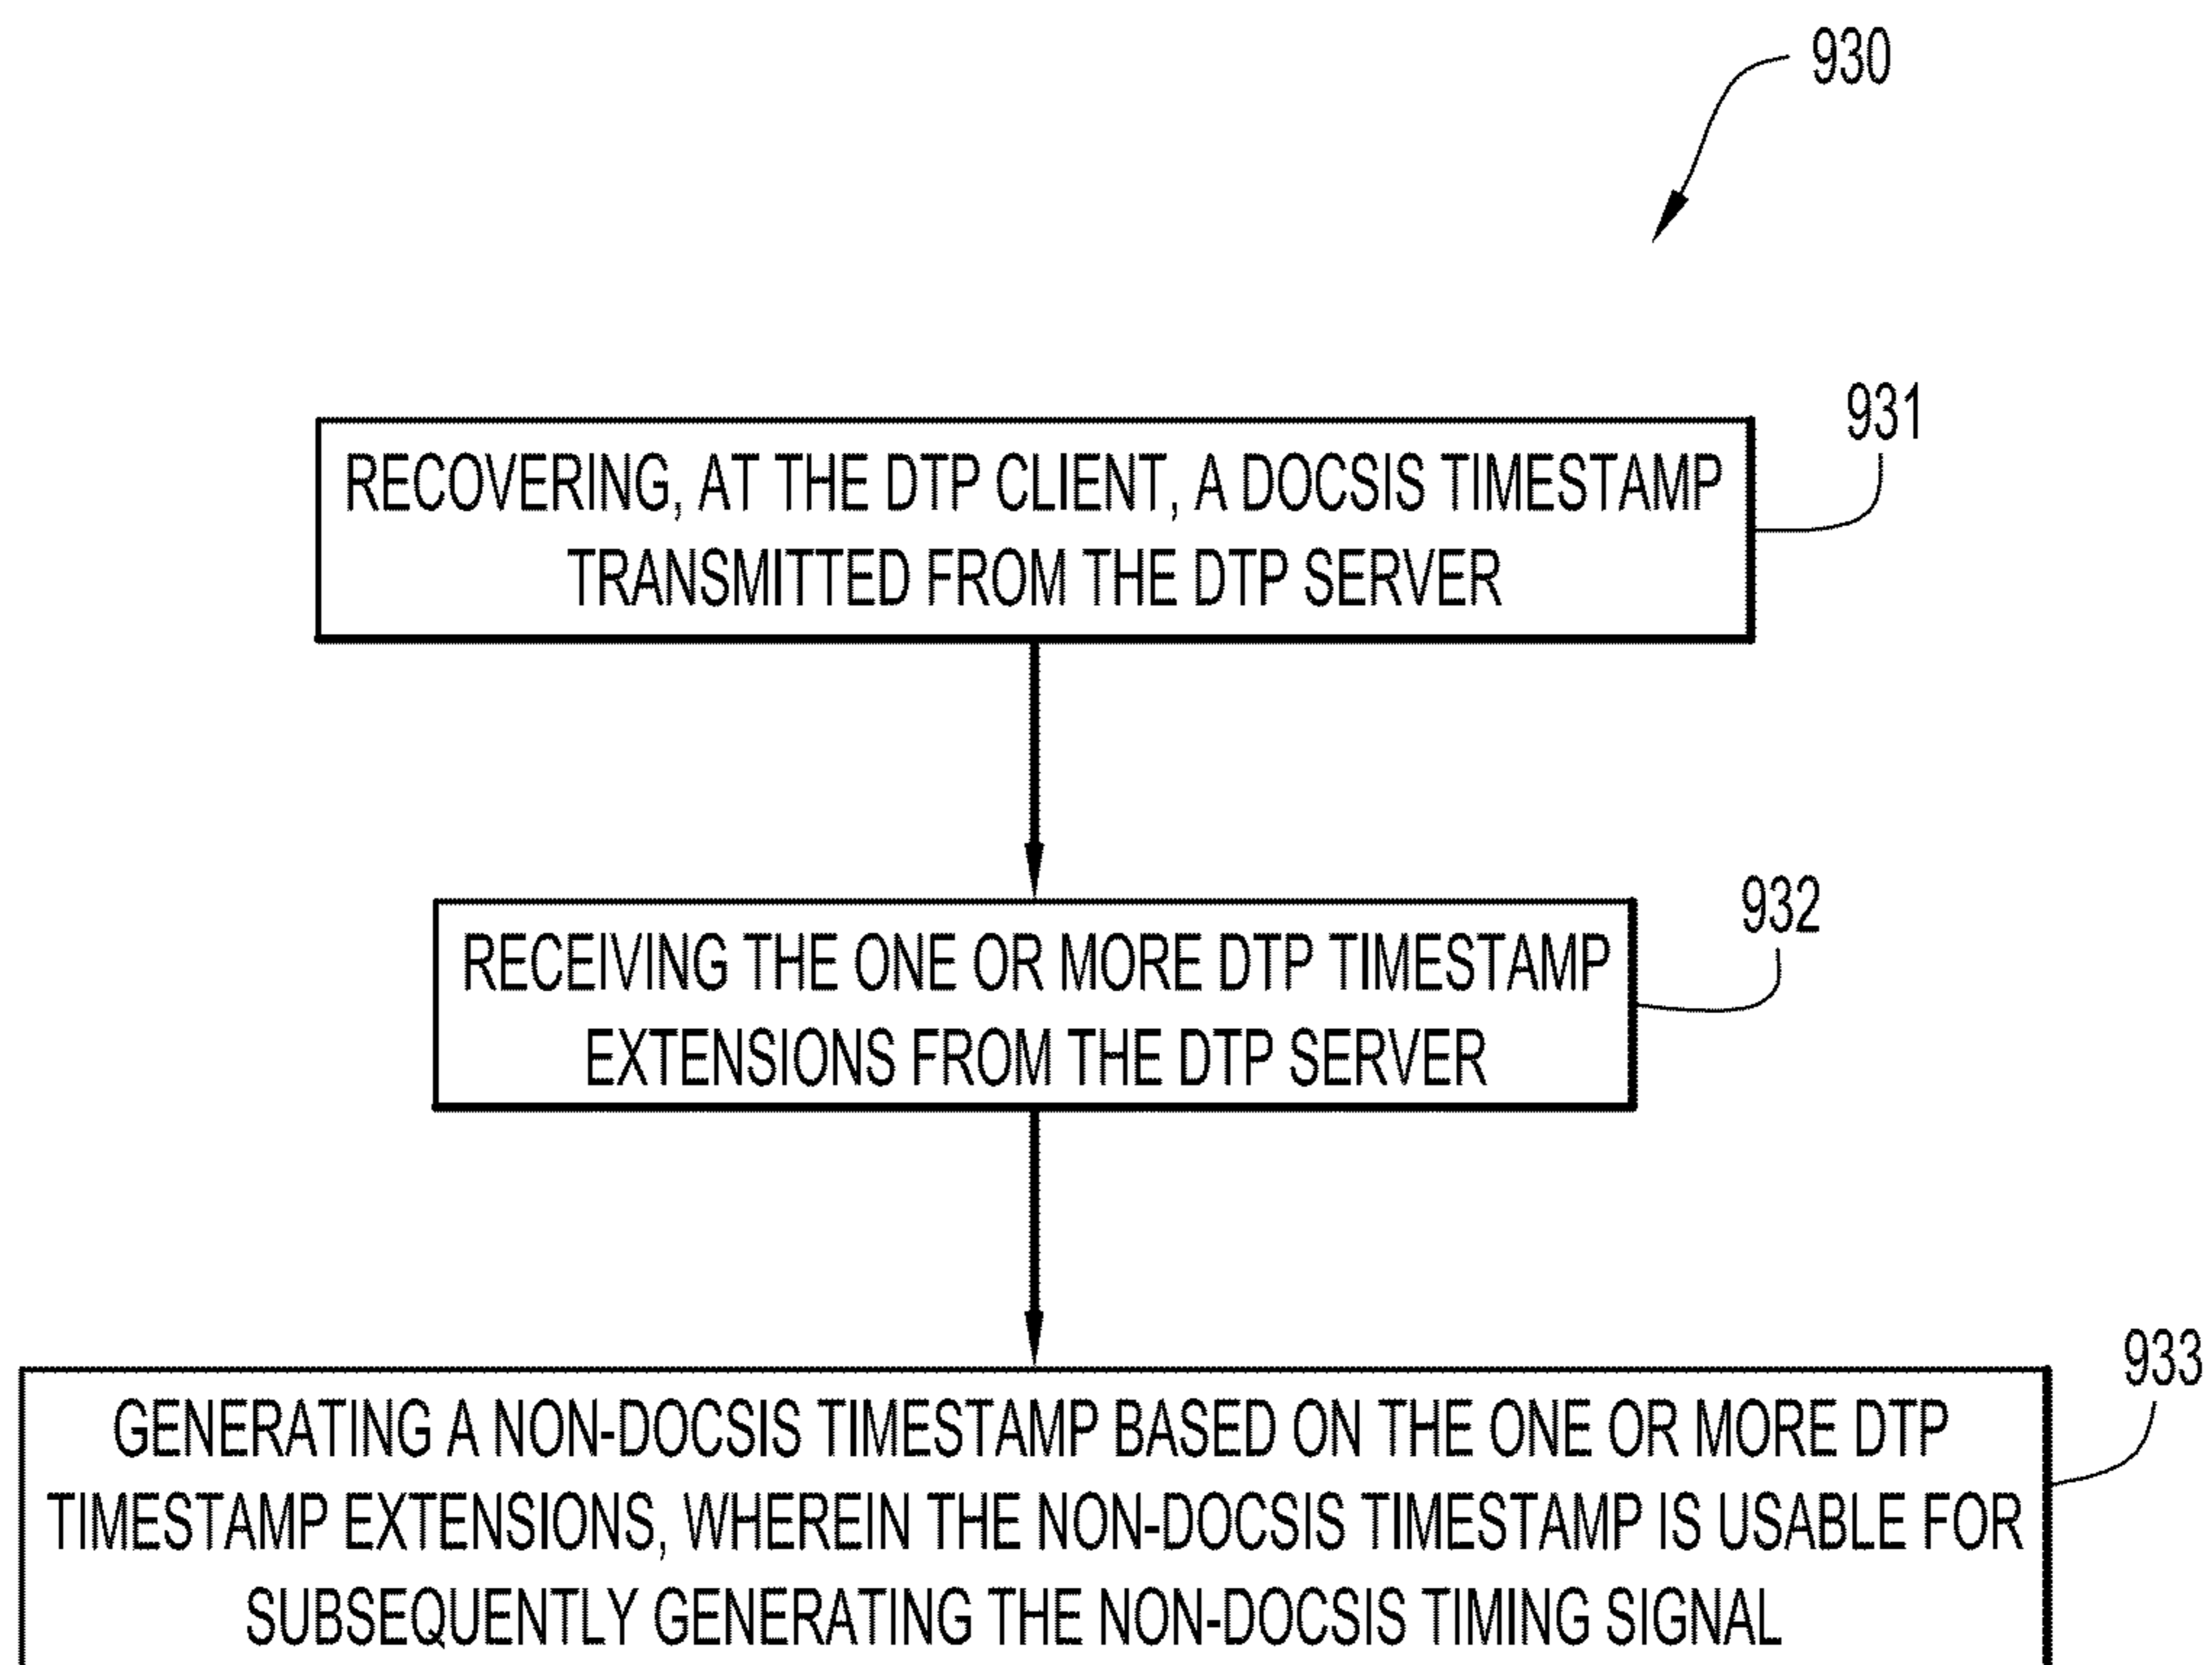 930
931
RECOVERING, AT THE DTP CLIENT, A DOCSIS TIMESTAMP
TRANSMITTED FROM THE DTP SERVER
932
RECEIVING THE ONE OR MORE DTP TIMESTAMP
EXTENSIONS FROM THE DTP SERVER
933
GENERATING A NON-DOCSIS TIMESTAMP BASED ON THE ONE OR MORE DTP
TIMESTAMP EXTENSIONS, WHEREIN THE NON-DOCSIS TIMESTAMP IS USABLE FOR
SUBSEQUENTLY GENERATING THE NON-DOCSIS TIMING SIGNAL